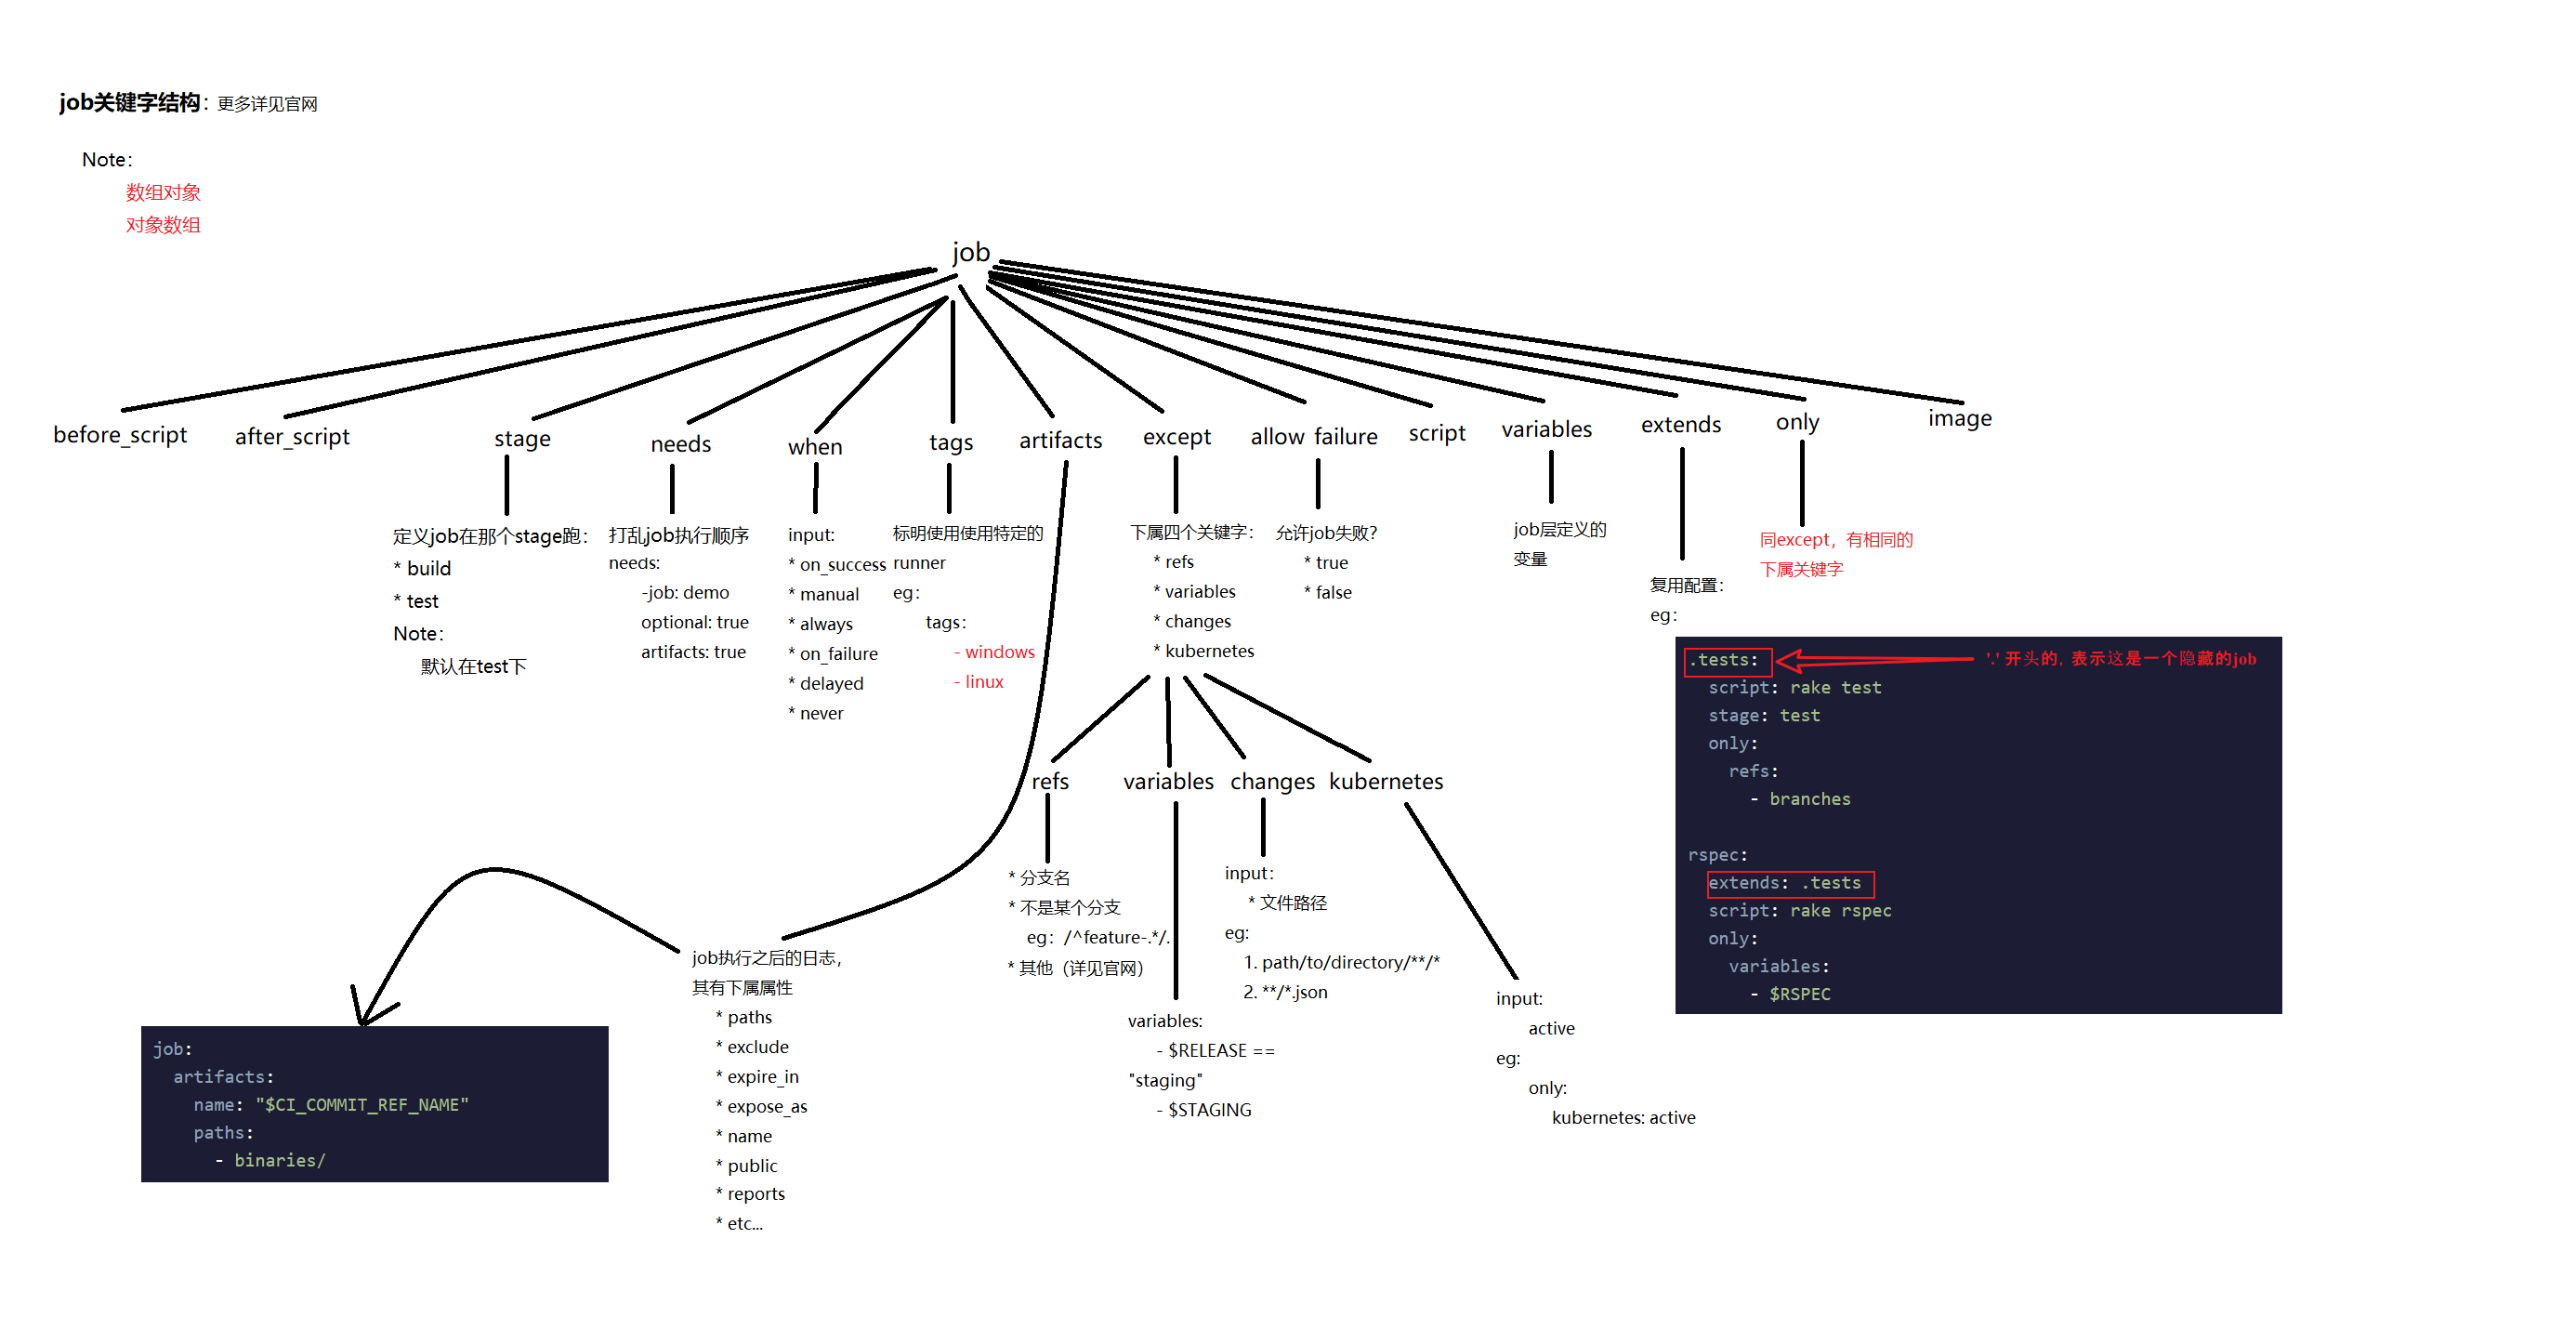 job关键字结构：更多详见官网
Note：
数组对象
对象数组
job
before_script
after_script
stage
needs
when
tags
artifacts
except
allow failure
script
variables
extends
only
image
定义job在那个stage跑：
* build
* test
Note：
默认在test下
打乱job执行顺序
needs:
-job: demo
optional: true
artifacts: true
input:
* on_success
* manual
* always
* on_failure
* delayed
* never
标明使用使用特定的
runner
eg：
tags：
- windows
- linux
下属四个关键字：
* refs
* variables
* changes
* kubernetes
允许job失败?
* true
* false
job层定义的
变量
复用配置：
eg：
同except，有相同的
下属关键字
.tests:
'.' 开头的, 表示这是一个隐藏的job
script: rake test
stage: test
only:
refs:
- branches
rspec:
extends: .tests
script: rake rspec
only:
variables:
- $RSPEC
refs
variables
changes
kubernetes
* 分支名
* 不是某个分支
eg：/^feature-.*/.
* 其他（详见官网）
variables:
- $RELEASE ==
"staging"
- $STAGING
input：
* 文件路径
eg:
1. path/to/directory/**/*
2. **/*.json
input:
active
eg:
only:
kubernetes: active
job执行之后的日志，
其有下属属性
* paths
* exclude
* expire_in
* expose_as
* name
* public
* reports
* etc...
job:
artifacts:
name: "$CI_COMMIT_REF_NAME"
paths:
- binaries/